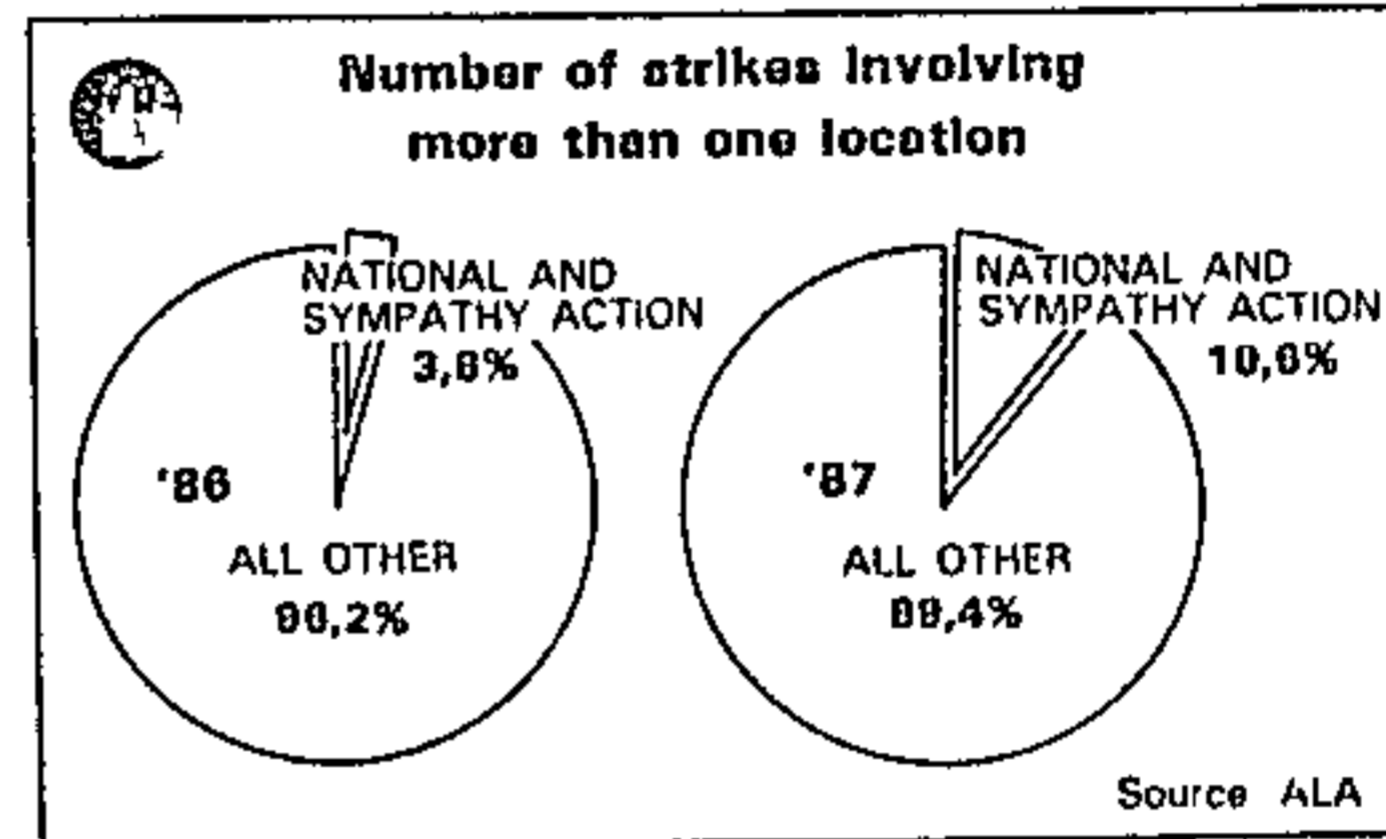 Number of strikes involving
more than one location
NATIONAL AND
SYMPATHY ACTION
3,8%
'86
ALL OTHER
96,2%
NATIONAL AND
SYMPATHY ACTION
10,6%
'87
ALL OTHER
89,4%
Source ALA